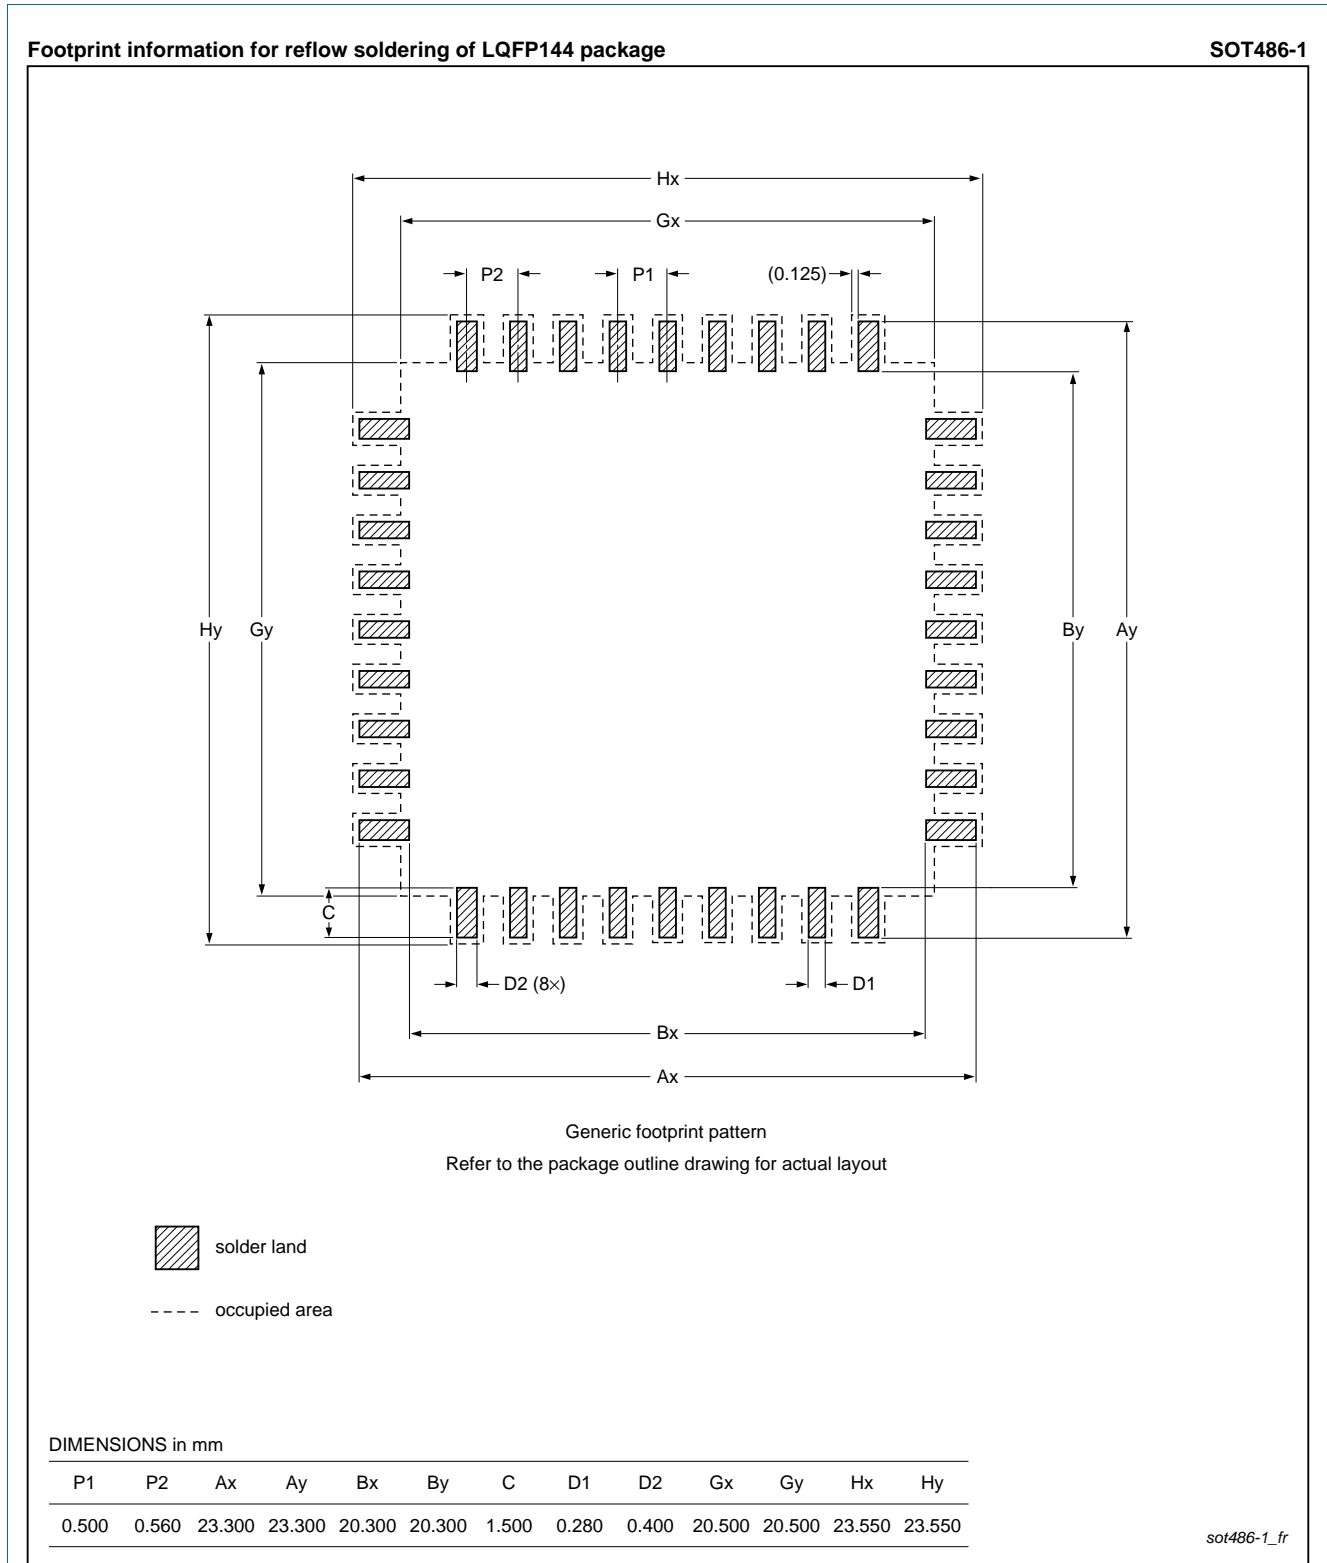 Footprint information for reflow soldering of LQFP144 package SOT486-1
Hx
Gx
P2 P1 (0.125)
Hy Gy By Ay
C
D2 (8×) D1
Bx
Ax
Generic footprint pattern
Refer to the package outline drawing for actual layout
solder land
occupied area
DIMENSIONS in mm
P1 P2 Ax Ay Bx By C D1 D2 Gx Gy Hx Hy
0.500 0.560 23.300 23.300 20.300 20.300 1.500 0.280 0.400 20.500 20.500 23.550 23.550
sot486-1_fr